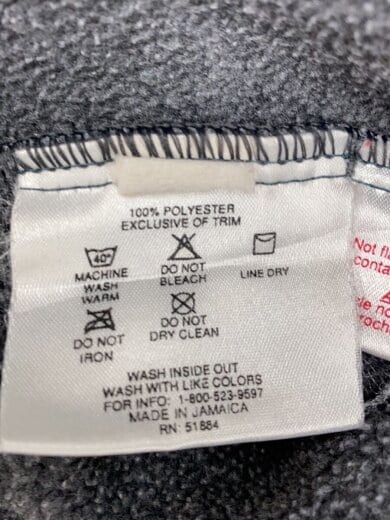 100% POLYESTER
EXCLUSIVE OF TRIM
40°
MACHINE
WASH
WARM
DO NOT
BLEACH
LINE DRY
DO NOT
IRON
DO NOT
DRY CLEAN
WASH INSIDE OUT
WASH WITH LIKE COLORS
FOR INFO: 1-800-523-9597
MADE IN JAMAICA
RN: 51884
Not